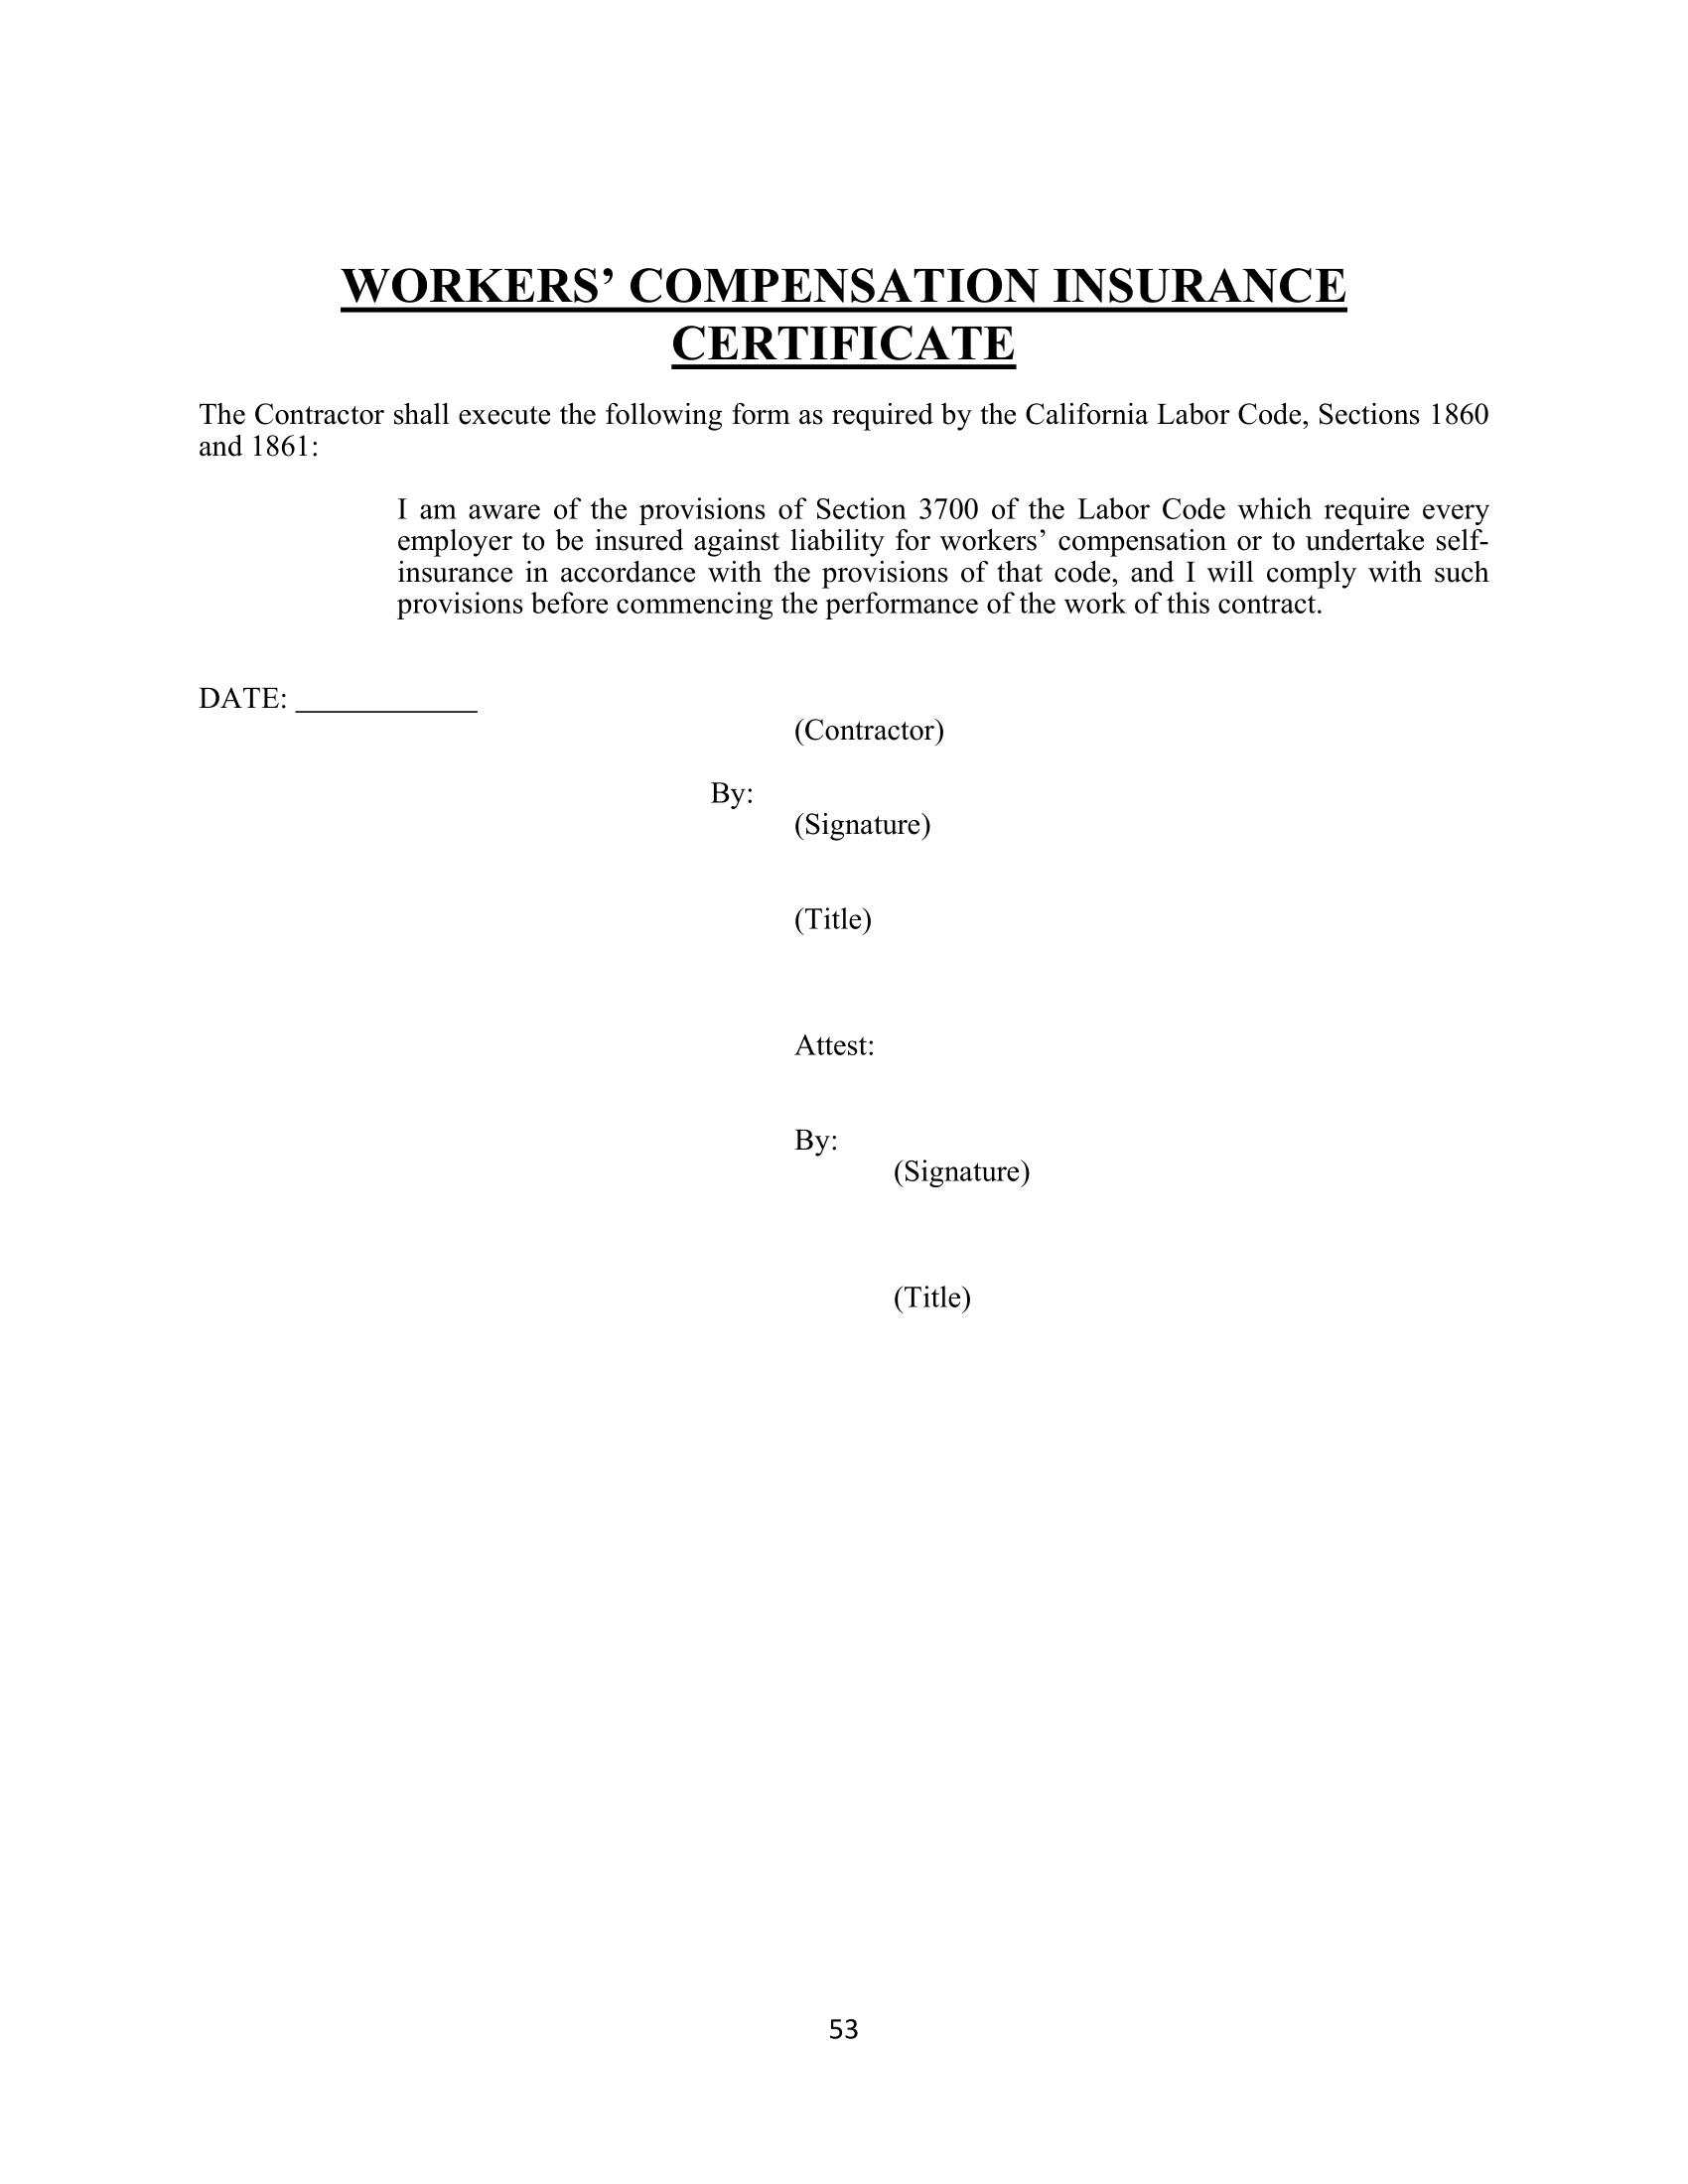 WORKERS’ COMPENSATION INSURANCE
CERTIFICATE
The Contractor shall execute the following form as required by the California Labor Code, Sections 1860
and 1861:
I am aware of the provisions of Section 3700 of the Labor Code which require every
employer to be insured against liability for workers’ compensation or to undertake self-
insurance in accordance with the provisions of that code, and I will comply with such
provisions before commencing the performance of the work of this contract.
DATE: ____________
(Contractor)
By:
(Signature)
(Title)
Attest:
By:
(Signature)
(Title)
53